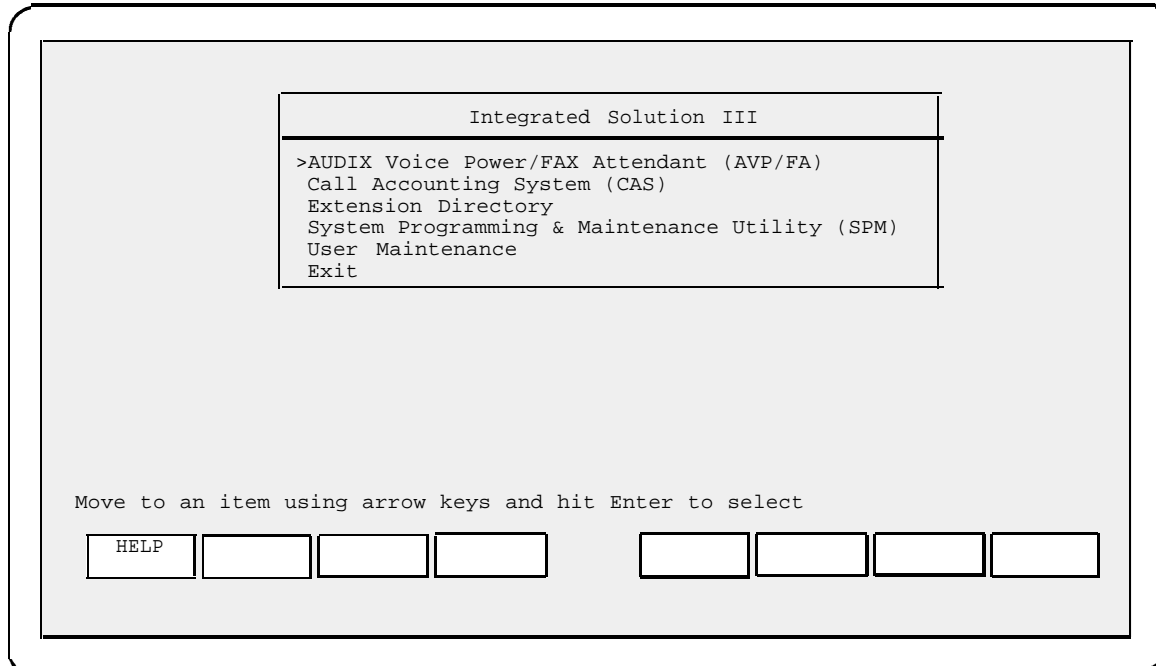 Integrated Solution III
>AUDIX Voice Power/FAX Attendant (AVP/FA)
Call Accounting System (CAS)
Extension Directory
System Programming & Maintenance Utility (SPM)
User Maintenance
Exit
Move to an item using arrow keys and hit Enter to select
HELP